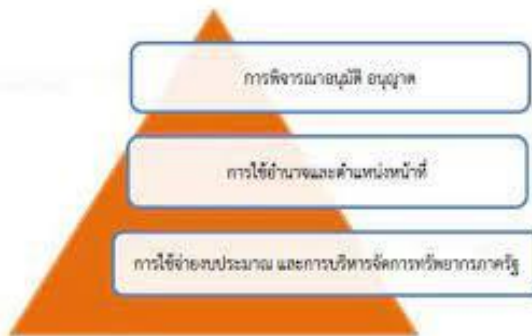 การพิจารณาอนุมัติ อนุญาต
การใช้อำนาจและตำแหน่งหน้าที่
การใช้จ่ายงบประมาณ และการบริหารจัดการทรัพยากรภาครัฐ